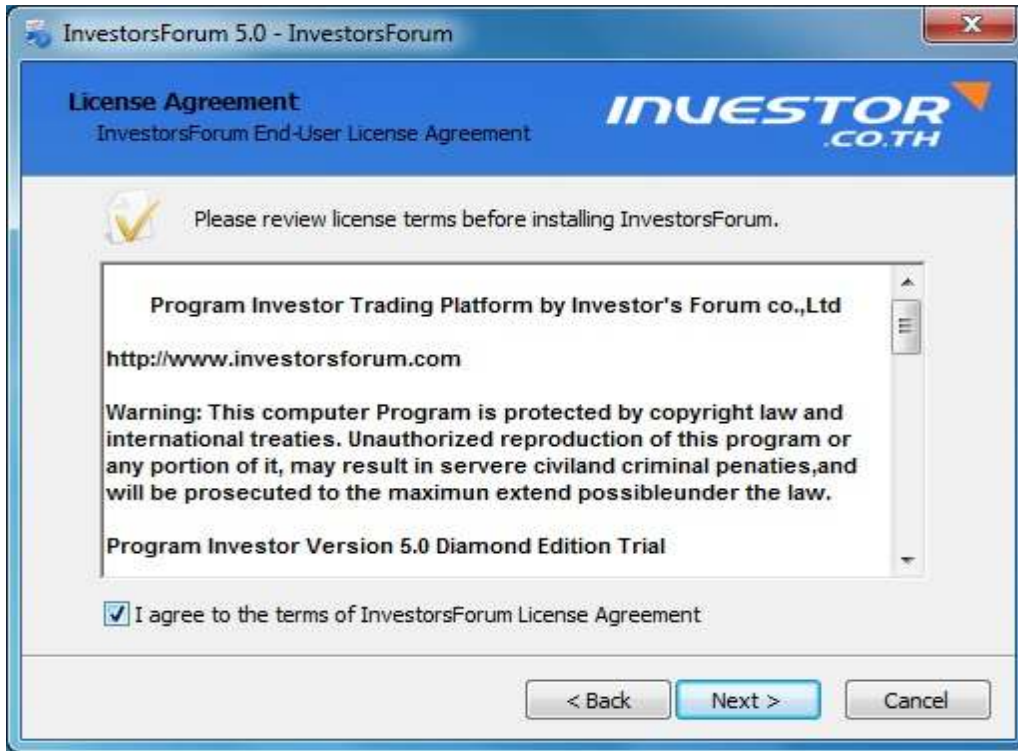 InvestorsForum 5.0 - InvestorsForum
License Agreement
InvestorsForum End-User License Agreement
INVESTOR
.CO.TH
Please review license terms before installing InvestorsForum.
Program Investor Trading Platform by Investor's Forum co.,Ltd
http://www.investorsforum.com
Warning: This computer Program is protected by copyright law and
international treaties. Unauthorized reproduction of this program or
any portion of it, may result in servere civiland criminal penaties,and
will be prosecuted to the maximun extend possibleunder the law.
Program Investor Version 5.0 Diamond Edition Trial
I agree to the terms of InvestorsForum License Agreement
< Back
Next >
Cancel